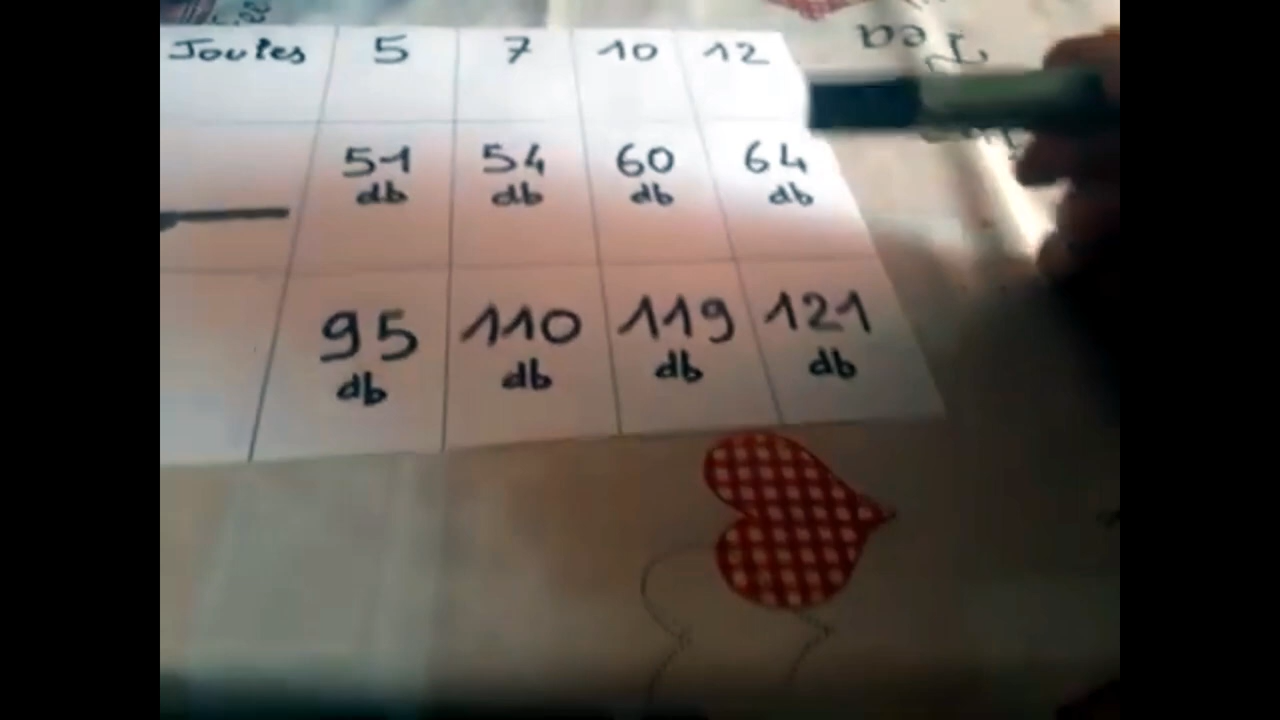 Joules 5 7 10 12
51 54 60 64
db db db db
95 110 119 121
db db db db
Tea